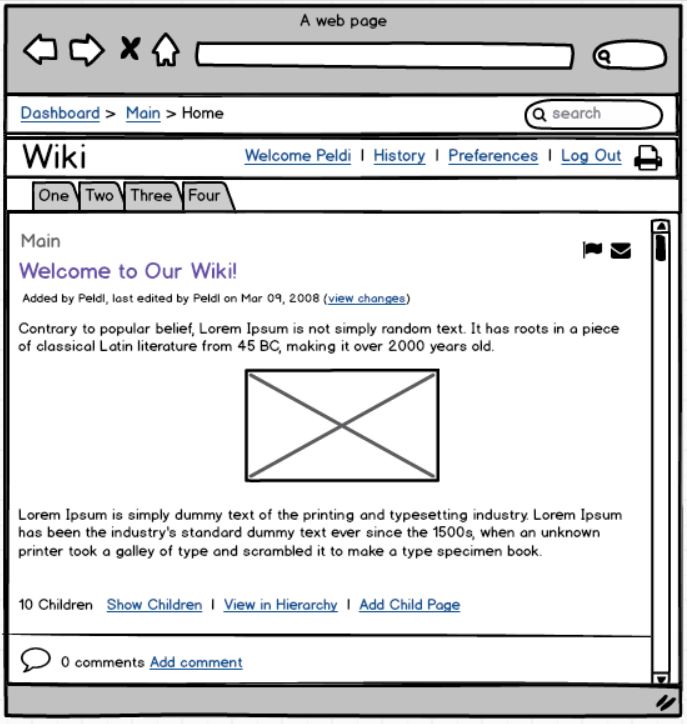 A web page
Dashboard > Main > Home
search
Wiki
Welcome Peldi | History | Preferences | Log Out
One Two Three Four
Main
Welcome to Our Wiki!
Added by Peldi, last edited by Peldi on Mar 09, 2008 (view changes)
Contrary to popular belief, Lorem Ipsum is not simply random text. It has roots in a piece
of classical Latin literature from 45 BC, making it over 2000 years old.
Lorem Ipsum is simply dummy text of the printing and typesetting industry. Lorem Ipsum
has been the industry's standard dummy text ever since the 1500s, when an unknown
printer took a galley of type and scrambled it to make a type specimen book.
10 Children Show Children | View in Hierarchy | Add Child Page
0 comments Add comment